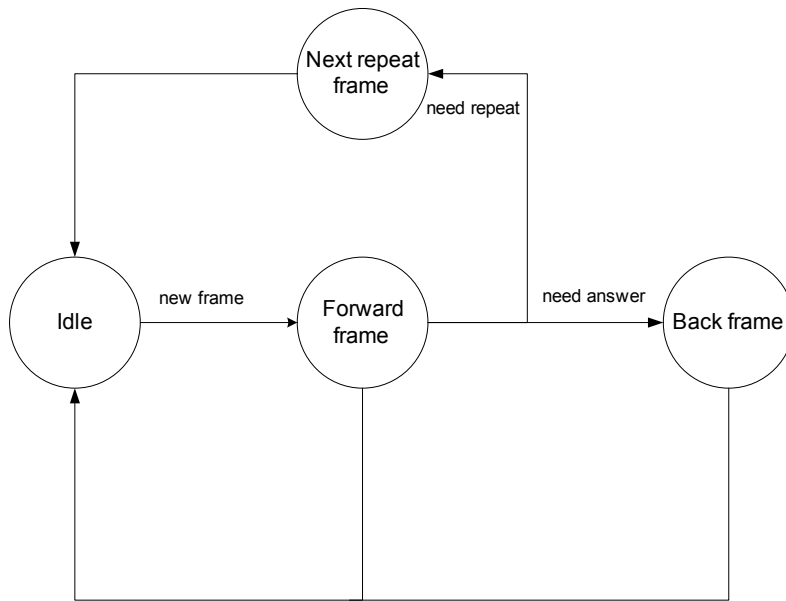 Next repeat
frame
need repeat
Idle
new frame
Forward
frame
need answer
Back frame